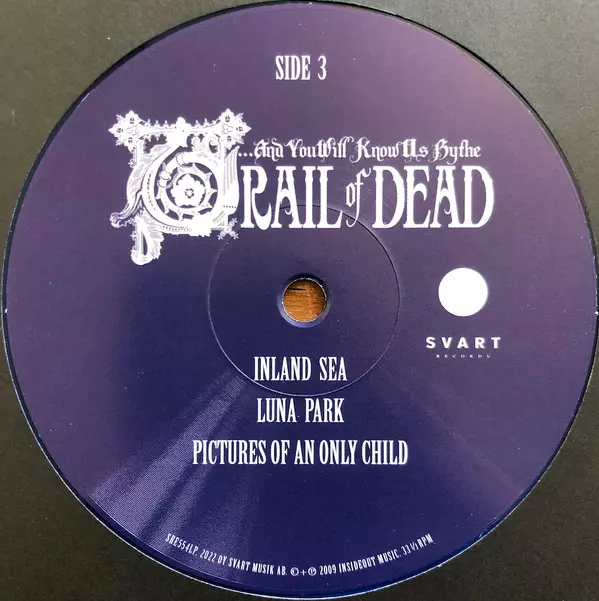 SIDE 3
...And You Will Know Us By the
TRAIL of DEAD
SVART
RECORDS
INLAND SEA
LUNA PARK
PICTURES OF AN ONLY CHILD
SRE554LP. 2022 OY SVART MUSIK AB. ©+℗ 2009 INSIDEOUT MUSIC. 33⅓ RPM